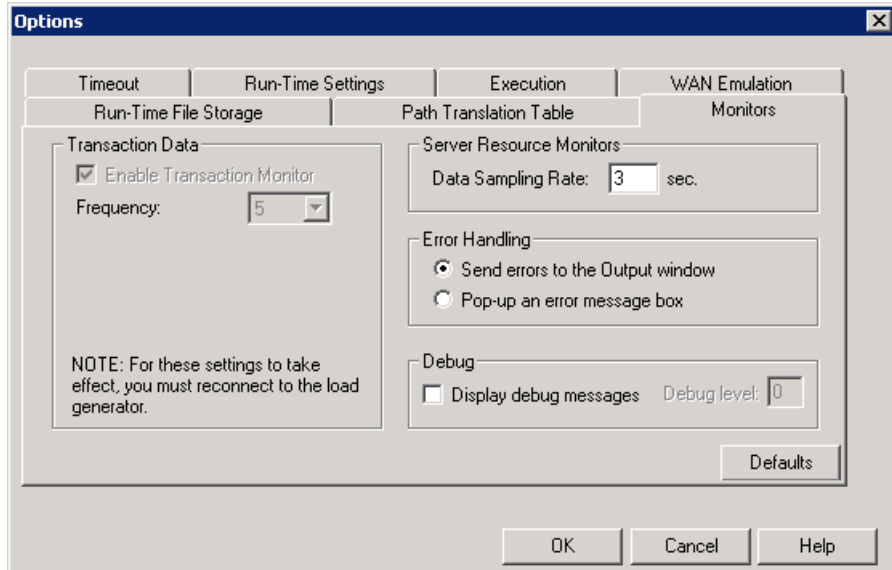 Options
Timeout
Run-Time Settings
Execution
WAN Emulation
Run-Time File Storage
Path Translation Table
Monitors
Transaction Data
Enable Transaction Monitor
Frequency: 5
NOTE: For these settings to take
effect, you must reconnect to the load
generator.
Server Resource Monitors
Data Sampling Rate: 3 sec.
Error Handling
Send errors to the Output window
Pop-up an error message box
Debug
Display debug messages Debug level: 0
Defaults
OK
Cancel
Help